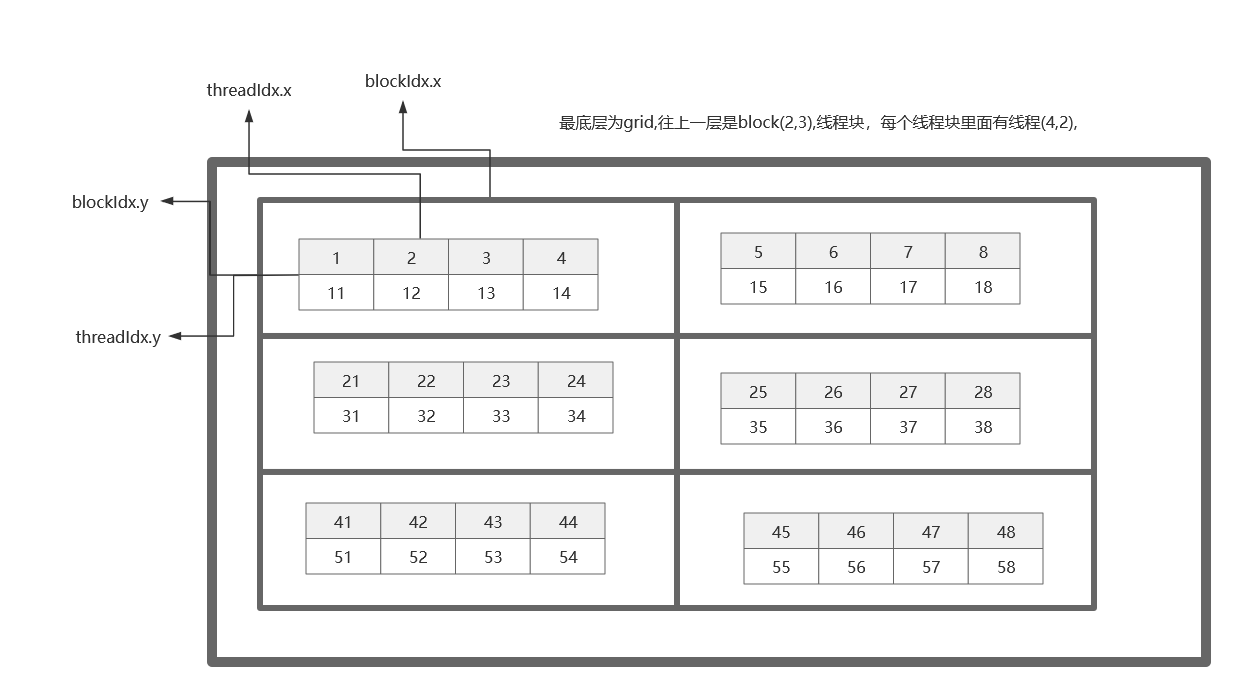 blockIdx.x
threadIdx.x
最底层为grid,往上一层是block(2,3),线程块，每个线程块里面有线程(4,2),
blockIdx.y
threadIdx.y
1 2 3 4
11 12 13 14
5 6 7 8
15 16 17 18
21 22 23 24
31 32 33 34
25 26 27 28
35 36 37 38
41 42 43 44
51 52 53 54
45 46 47 48
55 56 57 58